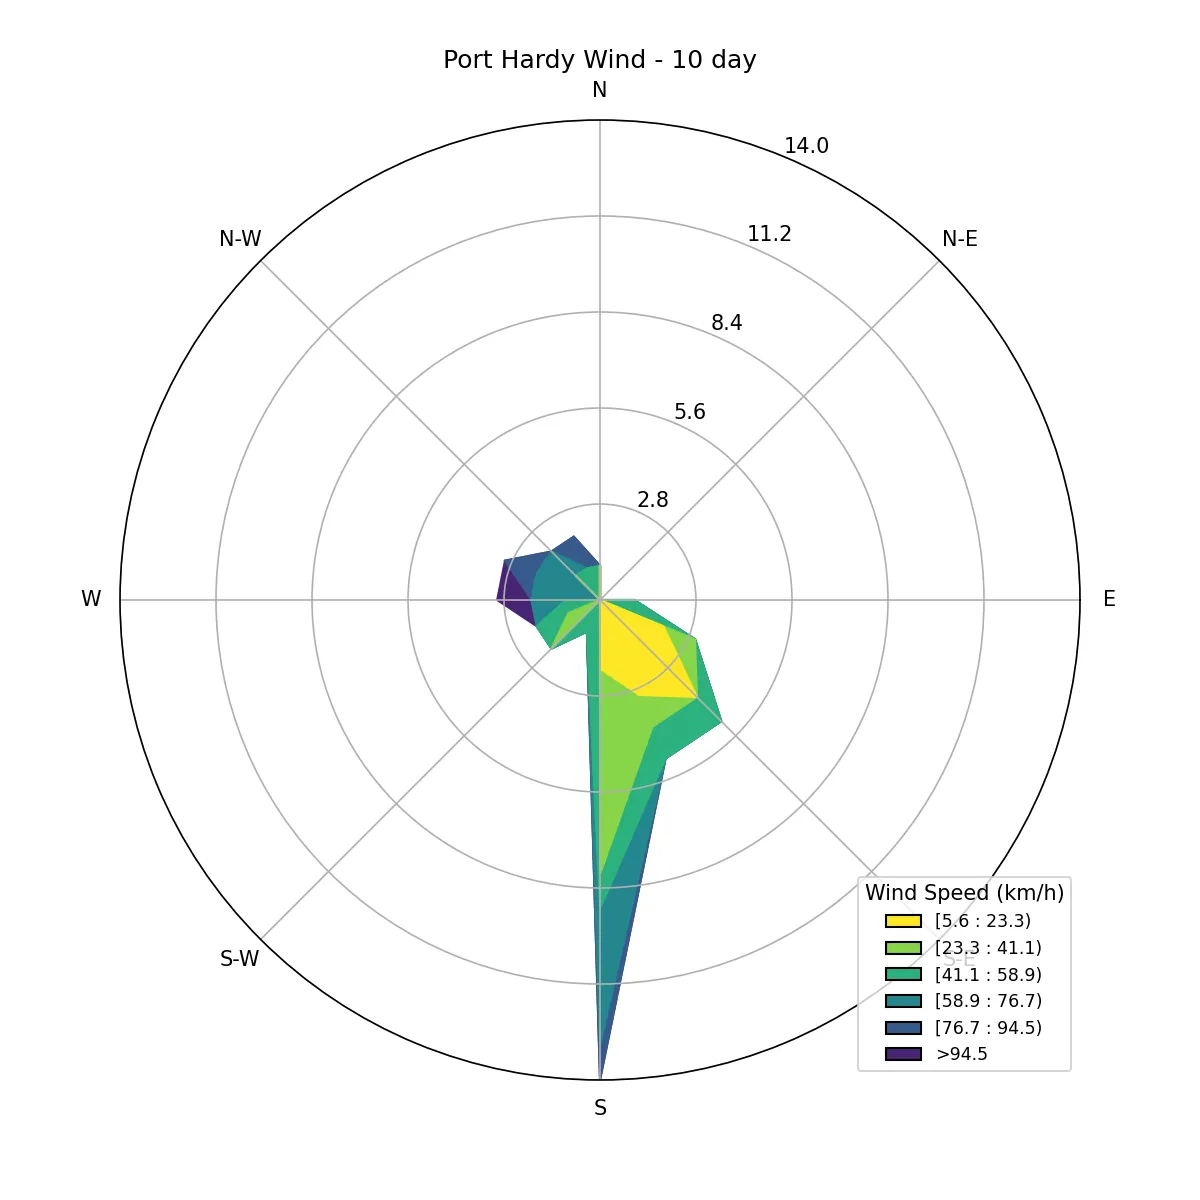 Port Hardy Wind - 10 day
N
14.0
11.2
N-W
N-E
8.4
5.6
2.8
W
E
Wind Speed (km/h)
[5.6 : 23.3)
[23.3 : 41.1)
S-W
S-E
[41.1 : 58.9)
[58.9 : 76.7)
[76.7 : 94.5)
>94.5
S